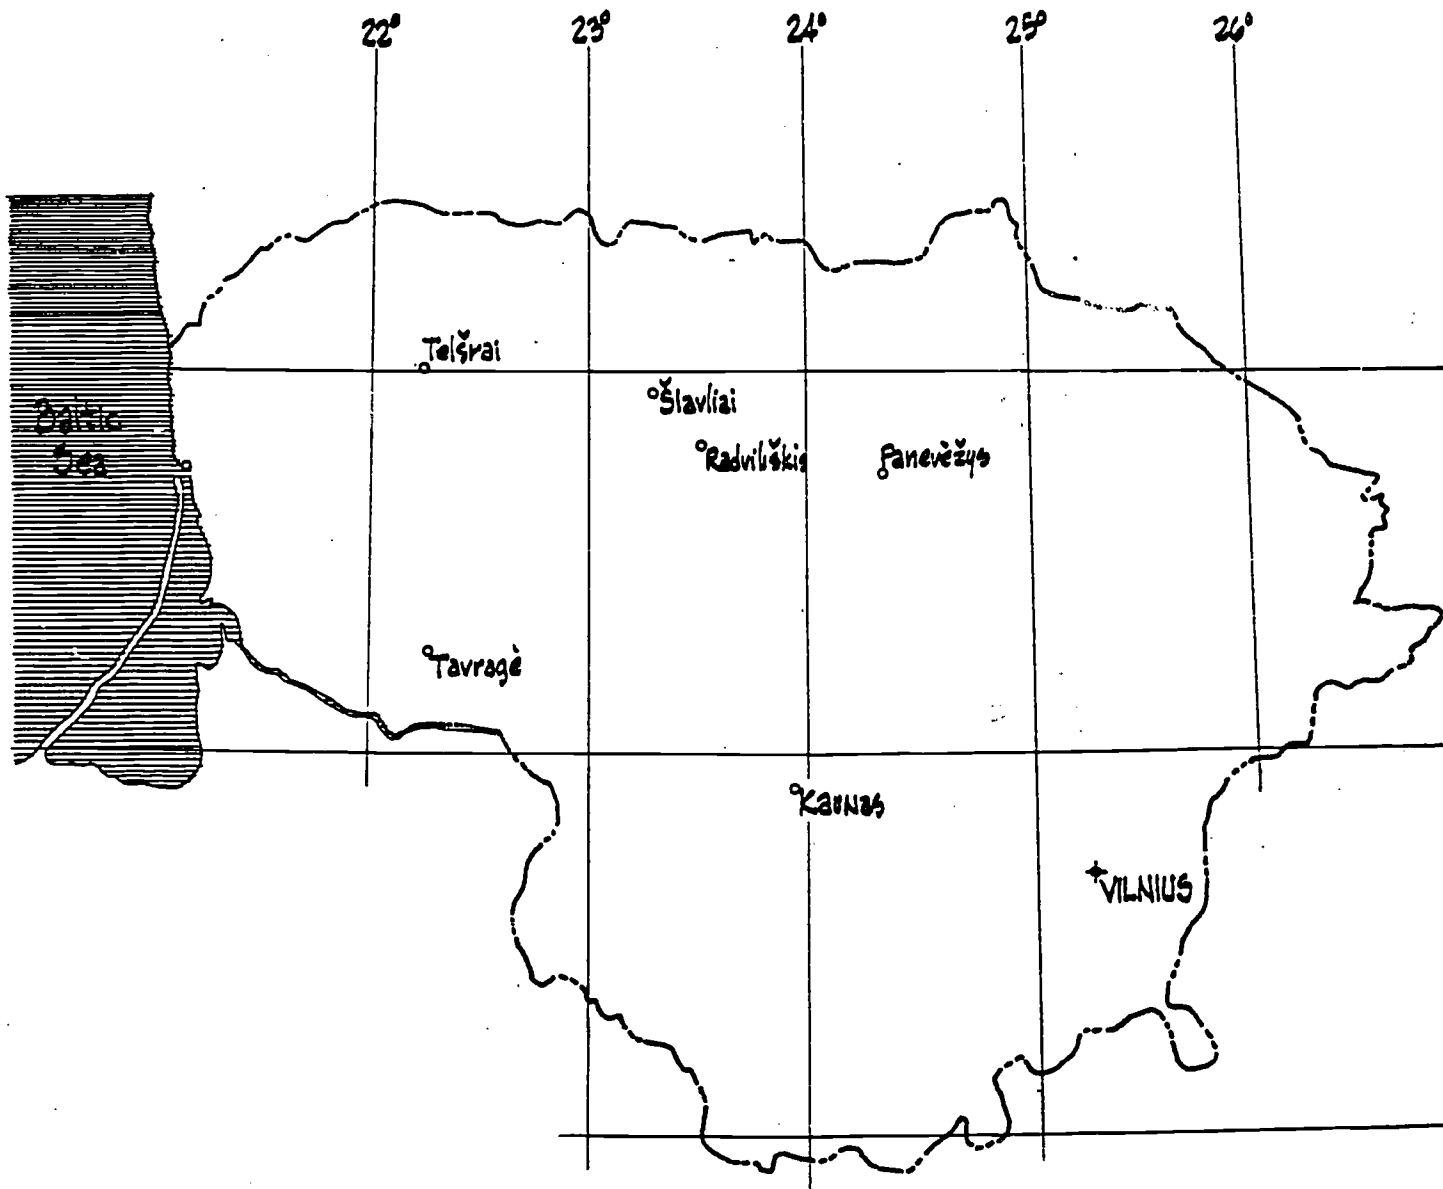 22° 23° 24° 25° 26°
Telšrai
Šlavliai
Baltic
Sea
Radviliškis
Panevėžys
Tavragė
Kaunas
VILNIUS